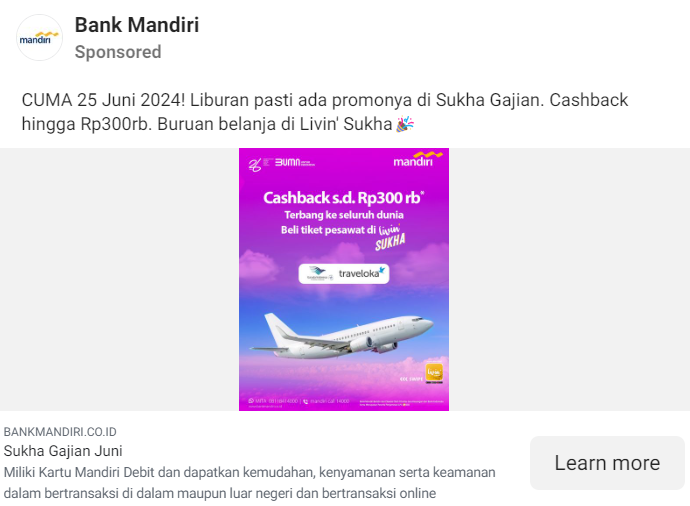 mandiri
Bank Mandiri
Sponsored
CUMA 25 Juni 2024! Liburan pasti ada promonya di Sukha Gajian. Cashback
hingga Rp300rb. Buruan belanja di Livin' Sukha🎉
BUMN
mandiri
Cashback s.d. Rp300 rb*
Terbang ke seluruh dunia
Beli tiket pesawat di livin' SUKHA
traveloka
BANKMANDIRI.CO.ID
Sukha Gajian Juni
Miliki Kartu Mandiri Debit dan dapatkan kemudahan, kenyamanan serta keamanan
dalam bertransaksi di dalam maupun luar negeri dan bertransaksi online
Learn more